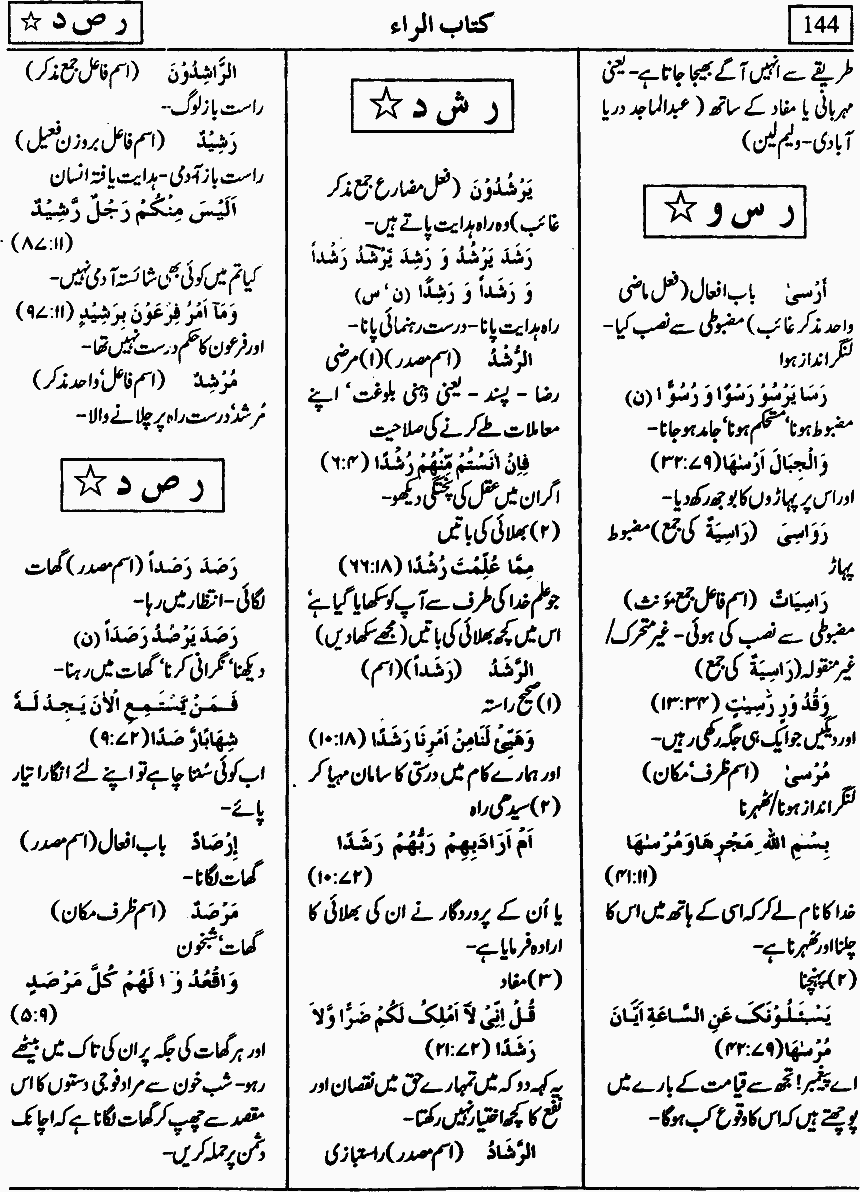 144
کتاب الراء
ر ص د ☆
طریقے سے انہیں آگے بھیجا جاتا ہے- یعنی
مہربانی یا مفاد کے ساتھ ( عبدالماجد دریا
آبادی- ولیم لین)
ر س و ☆
اَرْسیٰ باب افعال (فعل ماضی
واحد مذکر غائب) مضبوطی سے نصب کیا-
لنگر انداز ہوا
رَسَا یَرْسُوْ رَسْوًا وَ رُسُوًّا (ن)
مضبوط ہونا‘ مستحکم ہونا‘ جامد ہو جانا-
وَالْجِبَالَ اَرْسٰهَا (۳۲:۷۹)
اور اس پر پہاڑوں کا بوجھ رکھ دیا-
رَوَاسِیَ (رَاسِیَةٌ کی جمع) مضبوط
پہاڑ
رَاسِیَاتٌ (اسم فاعل جمع مؤنث)
مضبوطی سے نصب کی ہوئی- غیر متحرک/
غیر منقولہ (رَاسِیَةٌ کی جمع)
وَقُدُوْرٍ رّٰسِیٰتٍ (۱۳:۳۴)
اور دیگیں جو ایک ہی جگہ رکھی رہیں-
مُرْسیٰ (اسم ظرف‘ مکان)
لنگر انداز ہونا/ٹھہرنا
بِسْمِ اللّٰهِ مَجْرٖهَا وَ مُرْسٰهَا
(۴۱:۱۱)
خدا کا نام لے کر کہ اسی کے ہاتھ میں اس کا
چلنا اور ٹھہرنا ہے-
(۲) پہنچنا
یَسْئَلُوْنَکَ عَنِ السَّاعَةِ اَیَّانَ
مُرْسٰهَا (۴۲:۷۹)
اے پیغمبر! تجھ سے قیامت کے بارے میں
پوچھتے ہیں کہ اس کا وقوع کب ہوگا-
ر ش د ☆
یَرْشُدُوْنَ (فعل مضارع جمع مذکر
غائب) وہ راہ ہدایت پاتے ہیں-
رَشَدَ یَرْشُدُ وَ رَشِدَ یَرْشَدُ رَشْداً
وَ رَشَداً وَ رَشِدًا (ن‘ س)
راہ ہدایت پانا- درست رہنمائی پانا-
الرُّشْدُ (اسم مصدر) (۱) مرضی
رضا - پسند - یعنی ذہنی بلوغت‘ اپنے
معاملات طے کرنے کی صلاحیت
فَاِنْ اٰنَسْتُمْ مِّنْهُمْ رُشْدًا (۶:۴)
اگر ان میں عقل کی پختگی دیکھو-
(۲) بھلائی کی باتیں
مِمَّا عُلِّمْتَ رُشْدًا (۶۶:۱۸)
جو علم خدا کی طرف سے آپ کو سکھایا گیا ہے‘
اس میں کچھ بھلائی کی باتیں (مجھے سکھا دیں)
الرَّشَدُ (رَشَداً) (اسم)
(۱) صحیح راستہ
وَهَیِّیْٔ لَنَا مِنْ اَمْرِنَا رَشَدًا (۱۰:۱۸)
اور ہمارے کام میں درستی کا سامان مہیا کر
(۲) سیدھی راہ
اَمْ اَرَادَ بِهِمْ رَبُّهُمْ رَشَدًا
(۱۰:۷۲)
یا اُن کے پروردگار نے ان کی بھلائی کا
ارادہ فرمایا ہے-
(۳) مفاد
قُلْ اِنِّیْ لَآ اَمْلِکُ لَکُمْ ضَرًّا وَّلَا
رَشَدًا (۲۱:۷۲)
یہ کہہ دو کہ میں تمہارے حق میں نقصان اور
نفع کا کچھ اختیار نہیں رکھتا-
الرَّشَادُ (اسم مصدر) راستبازی
الرَّاشِدُوْنَ (اسم فاعل جمع مذکر)
راست باز لوگ-
رَشِیْدٌ (اسم فاعل بروزن فعیل)
راست باز آدمی- ہدایت یافتہ انسان
اَلَیْسَ مِنْکُمْ رَجُلٌ رَّشِیْدٌ
(۸۷:۱۱)
کیا تم میں کوئی بھی شائستہ آدمی نہیں-
وَمَآ اَمْرُ فِرْعَوْنَ بِرَشِیْدٍ (۹۷:۱۱)
اور فرعون کا حکم درست نہیں تھا-
مُرْشِدٌ (اسم فاعل‘ واحد مذکر)
مُرشد‘ درست راہ پر چلانے والا-
ر ص د ☆
رَصَدَ رَصَداً (اسم مصدر) گھات
لگائی- انتظار میں رہا-
رَصَدَ یَرْصُدُ رَصَداً (ن)
دیکھنا‘ نگرانی کرنا‘ گھات میں رہنا-
فَمَنْ یَّسْتَمِعِ الْاٰنَ یَجِدْ لَهٗ
شِهَابًا رَّصَدًا (۹:۷۲)
اب کوئی سُننا چاہے تو اپنے لئے انگارا تیار
پائے-
اِرْصَادٌ باب افعال (اسم مصدر)
گھات لگانا-
مَرْصَدٌ (اسم ظرف مکان)
گھات‘ شبخون
وَاقْعُدُوْا لَهُمْ کُلَّ مَرْصَدٍ
(۵:۹)
اور ہر گھات کی جگہ پر ان کی تاک میں بیٹھے
رہو- شب خون سے مراد فوجی دستوں کا اس
مقصد سے چھپ کر گھات لگانا ہے کہ اچانک
دشمن پر حملہ کریں-